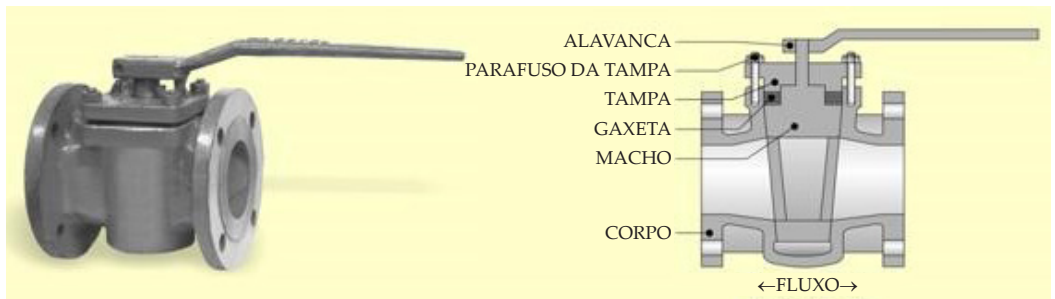 ALAVANCA
PARAFUSO DA TAMPA
TAMPA
GAXETA
MACHO
CORPO
←FLUXO→